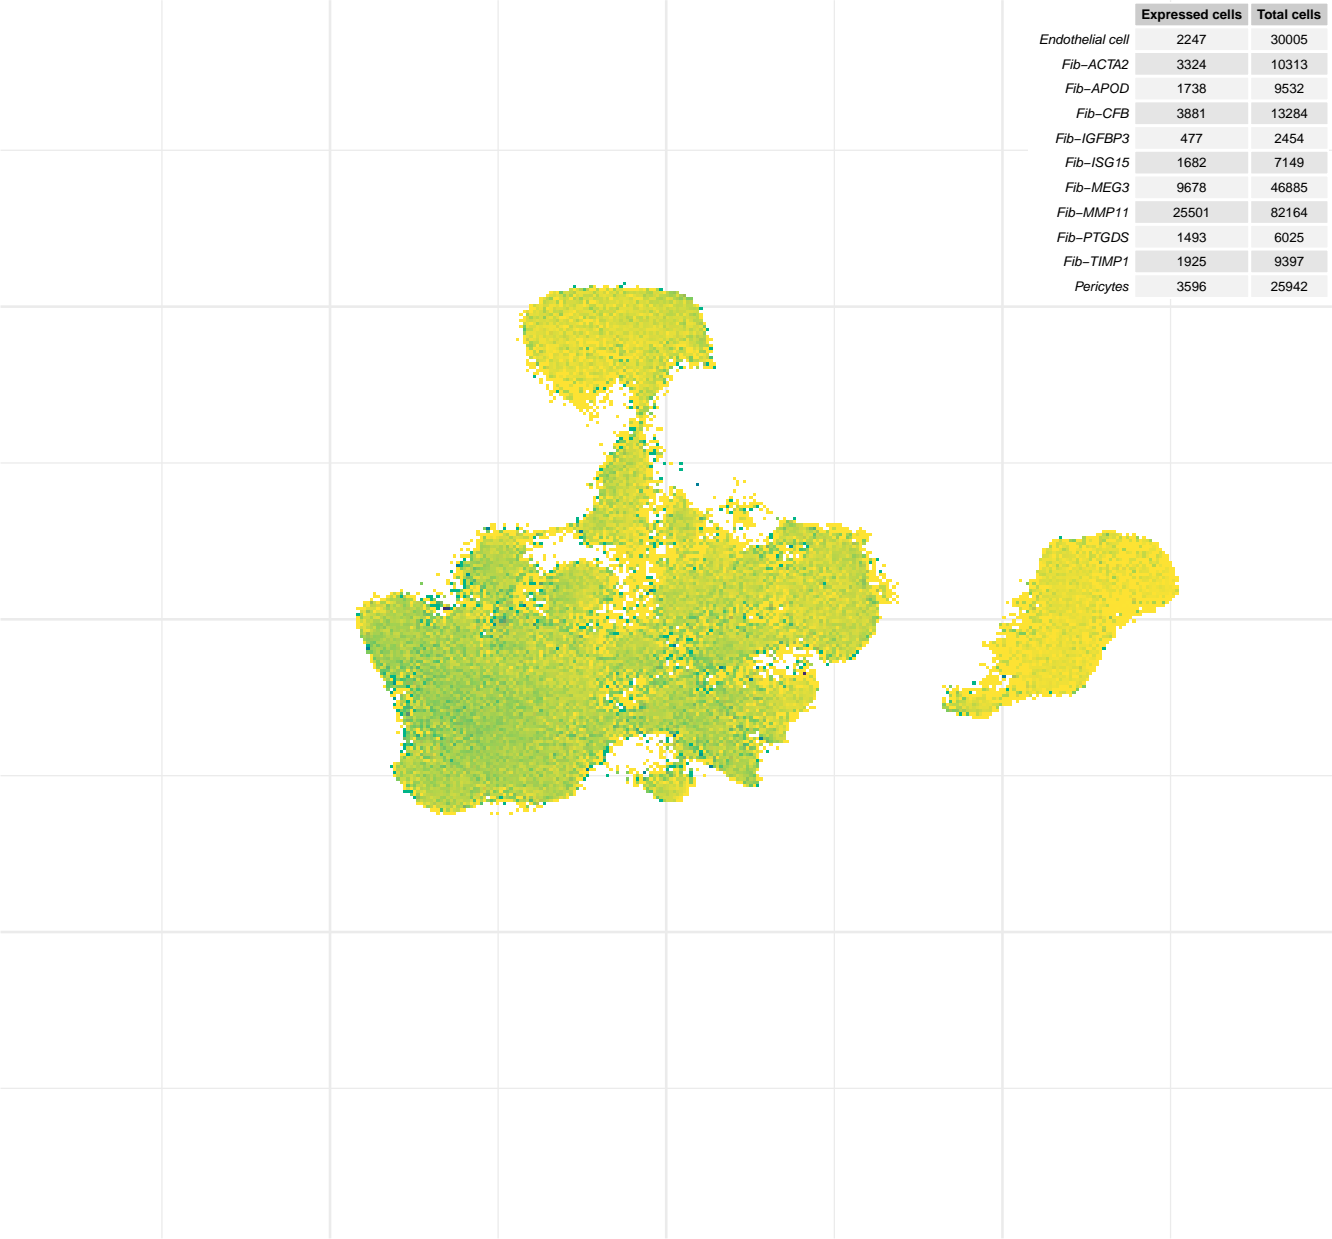 Expressed cells Total cells
Endothelial cell 2247 30005
Fib−ACTA2 3324 10313
Fib−APOD 1738 9532
Fib−CFB 3881 13284
Fib−IGFBP3 477 2454
Fib−ISG15 1682 7149
Fib−MEG3 9678 46885
Fib−MMP11 25501 82164
Fib−PTGDS 1493 6025
Fib−TIMP1 1925 9397
Pericytes 3596 25942